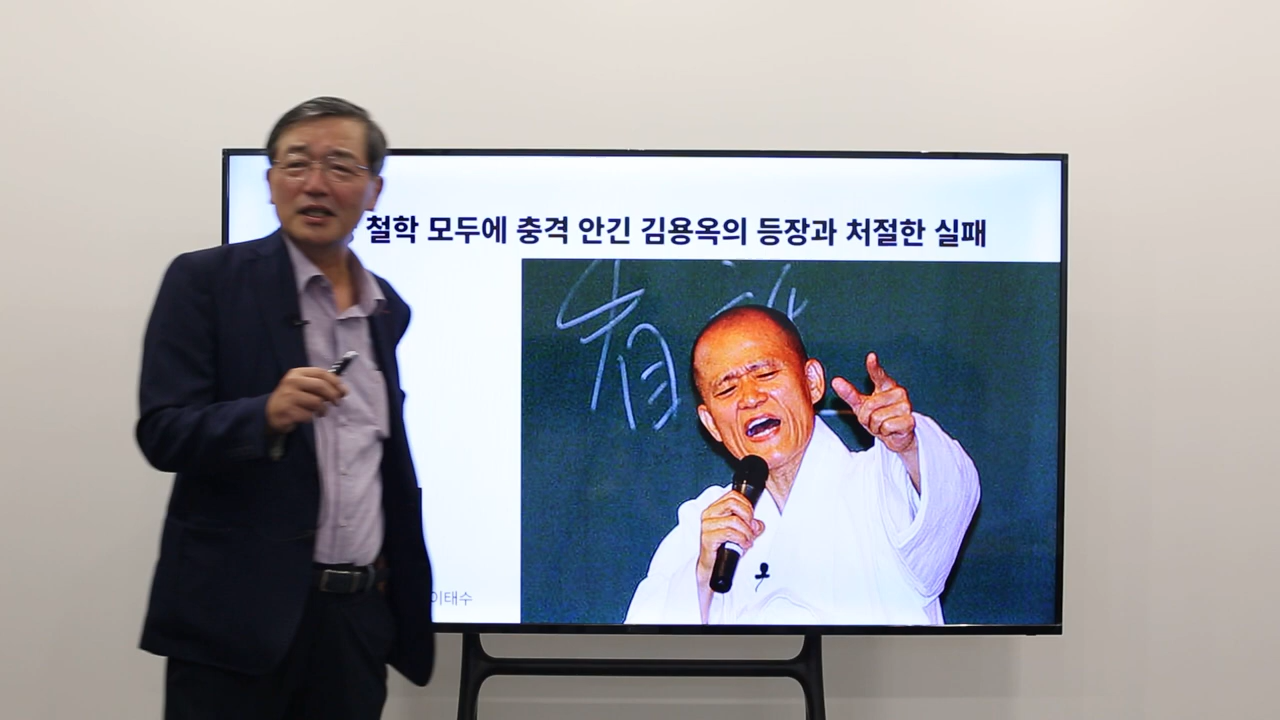 철학 모두에 충격 안긴 김용옥의 등장과 처절한 실패
有
이태수